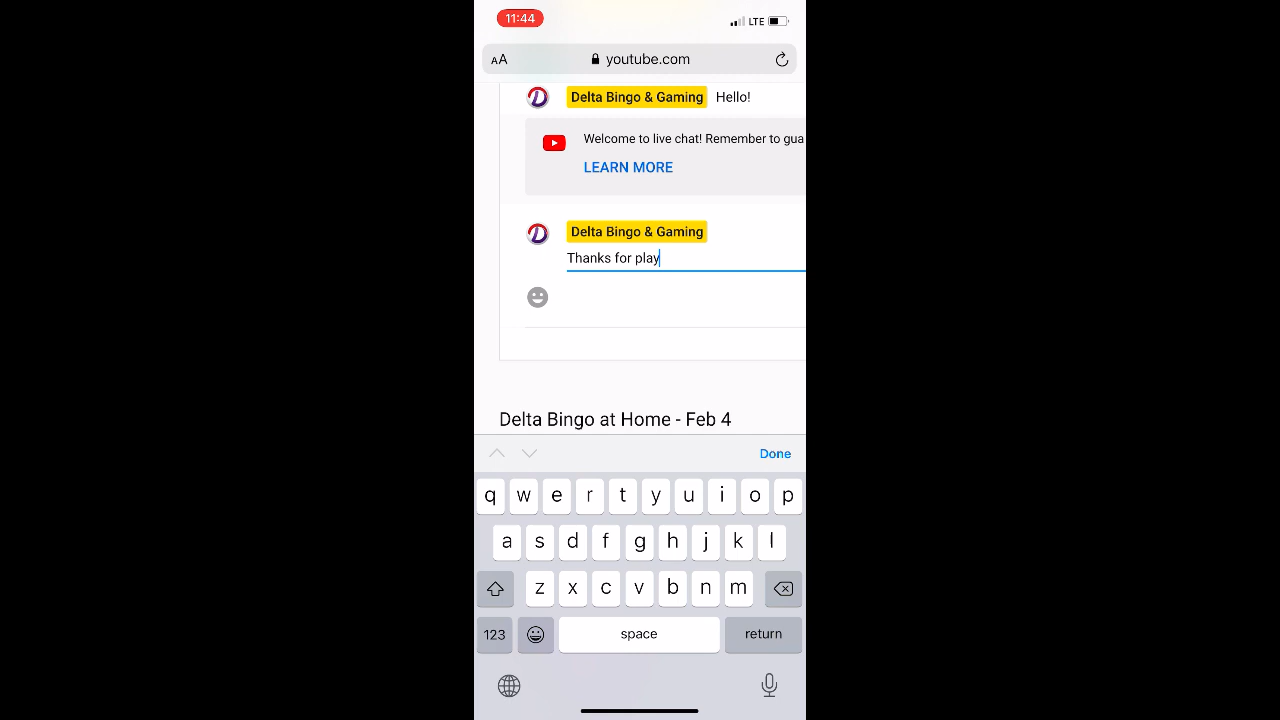 11:44
LTE
AA youtube.com
Delta Bingo & Gaming Hello!
Welcome to live chat! Remember to gua
LEARN MORE
Delta Bingo & Gaming
Thanks for play
Delta Bingo at Home - Feb 4
Done
q w e r t y u i o p
a s d f g h j k l
z x c v b n m
123 space return